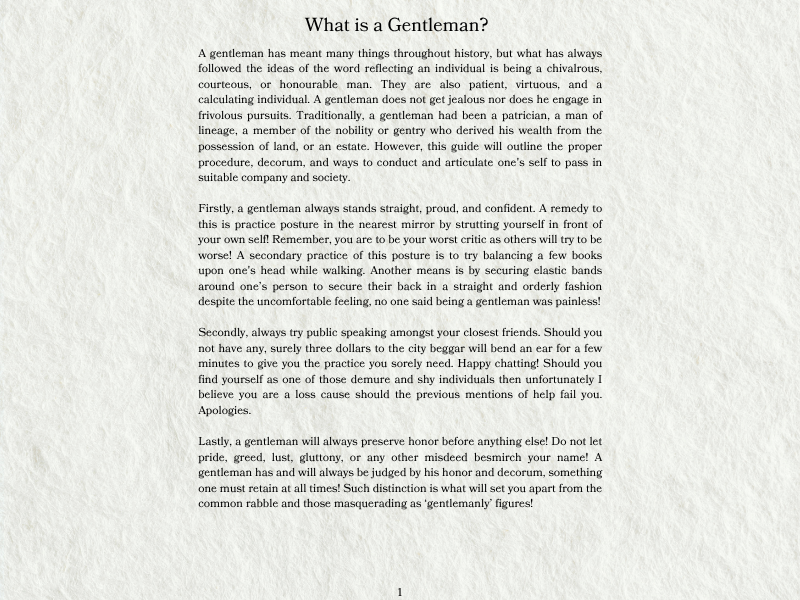 What is a Gentleman?
A gentleman has meant many things throughout history, but what has always
followed the ideas of the word reflecting an individual is being a chivalrous,
courteous, or honourable man. They are also patient, virtuous, and a
calculating individual. A gentleman does not get jealous nor does he engage in
frivolous pursuits. Traditionally, a gentleman had been a patrician, a man of
lineage, a member of the nobility or gentry who derived his wealth from the
possession of land, or an estate. However, this guide will outline the proper
procedure, decorum, and ways to conduct and articulate one's self to pass in
suitable company and society.
Firstly, a gentleman always stands straight, proud, and confident. A remedy to
this is practice posture in the nearest mirror by strutting yourself in front of
your own self! Remember, you are to be your worst critic as others will try to be
worse! A secondary practice of this posture is to try balancing a few books
upon one's head while walking. Another means is by securing elastic bands
around one's person to secure their back in a straight and orderly fashion
despite the uncomfortable feeling, no one said being a gentleman was painless!
Secondly, always try public speaking amongst your closest friends. Should you
not have any, surely three dollars to the city beggar will bend an ear for a few
minutes to give you the practice you sorely need. Happy chatting! Should you
find yourself as one of those demure and shy individuals then unfortunately I
believe you are a loss cause should the previous mentions of help fail you.
Apologies.
Lastly, a gentleman will always preserve honor before anything else! Do not let
pride, greed, lust, gluttony, or any other misdeed besmirch your name! A
gentleman has and will always be judged by his honor and decorum, something
one must retain at all times! Such distinction is what will set you apart from the
common rabble and those masquerading as 'gentlemanly' figures!
1